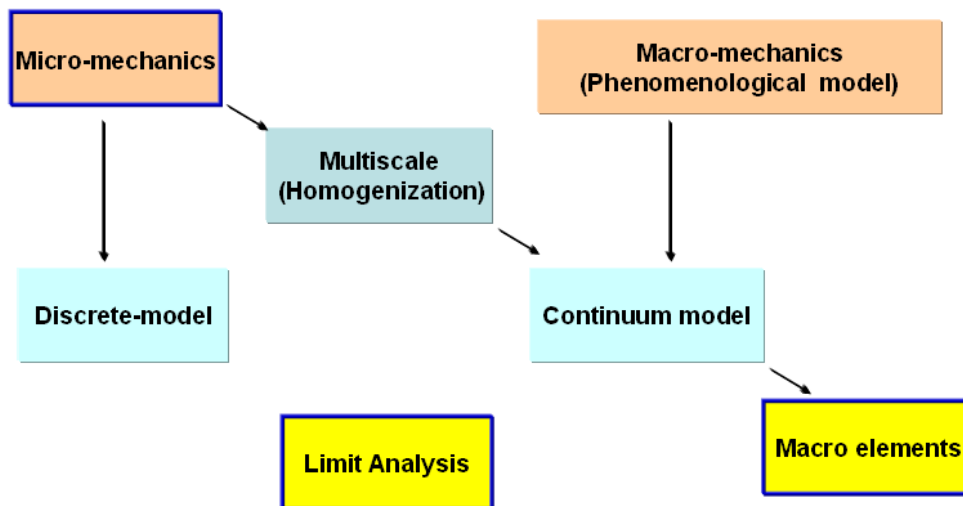 Micro-mechanics
Macro-mechanics
(Phenomenological model)
Multiscale
(Homogenization)
Discrete-model
Continuum model
Limit Analysis
Macro elements